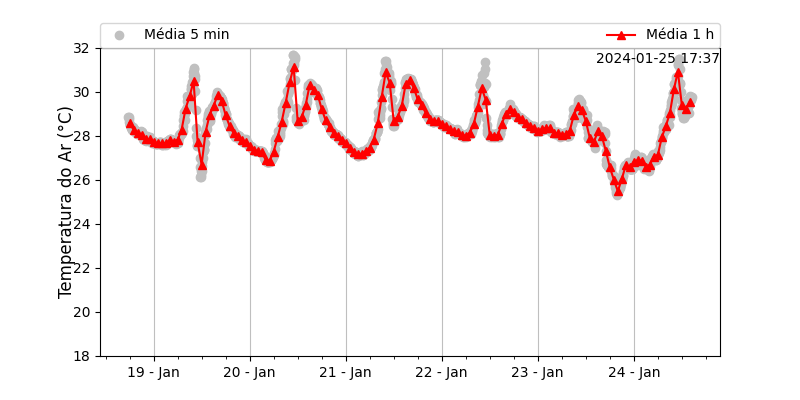 Média 5 min
Média 1 h
2024-01-25 17:37
Temperatura do Ar (°C)
32
30
28
26
24
22
20
18
19 - Jan
20 - Jan
21 - Jan
22 - Jan
23 - Jan
24 - Jan